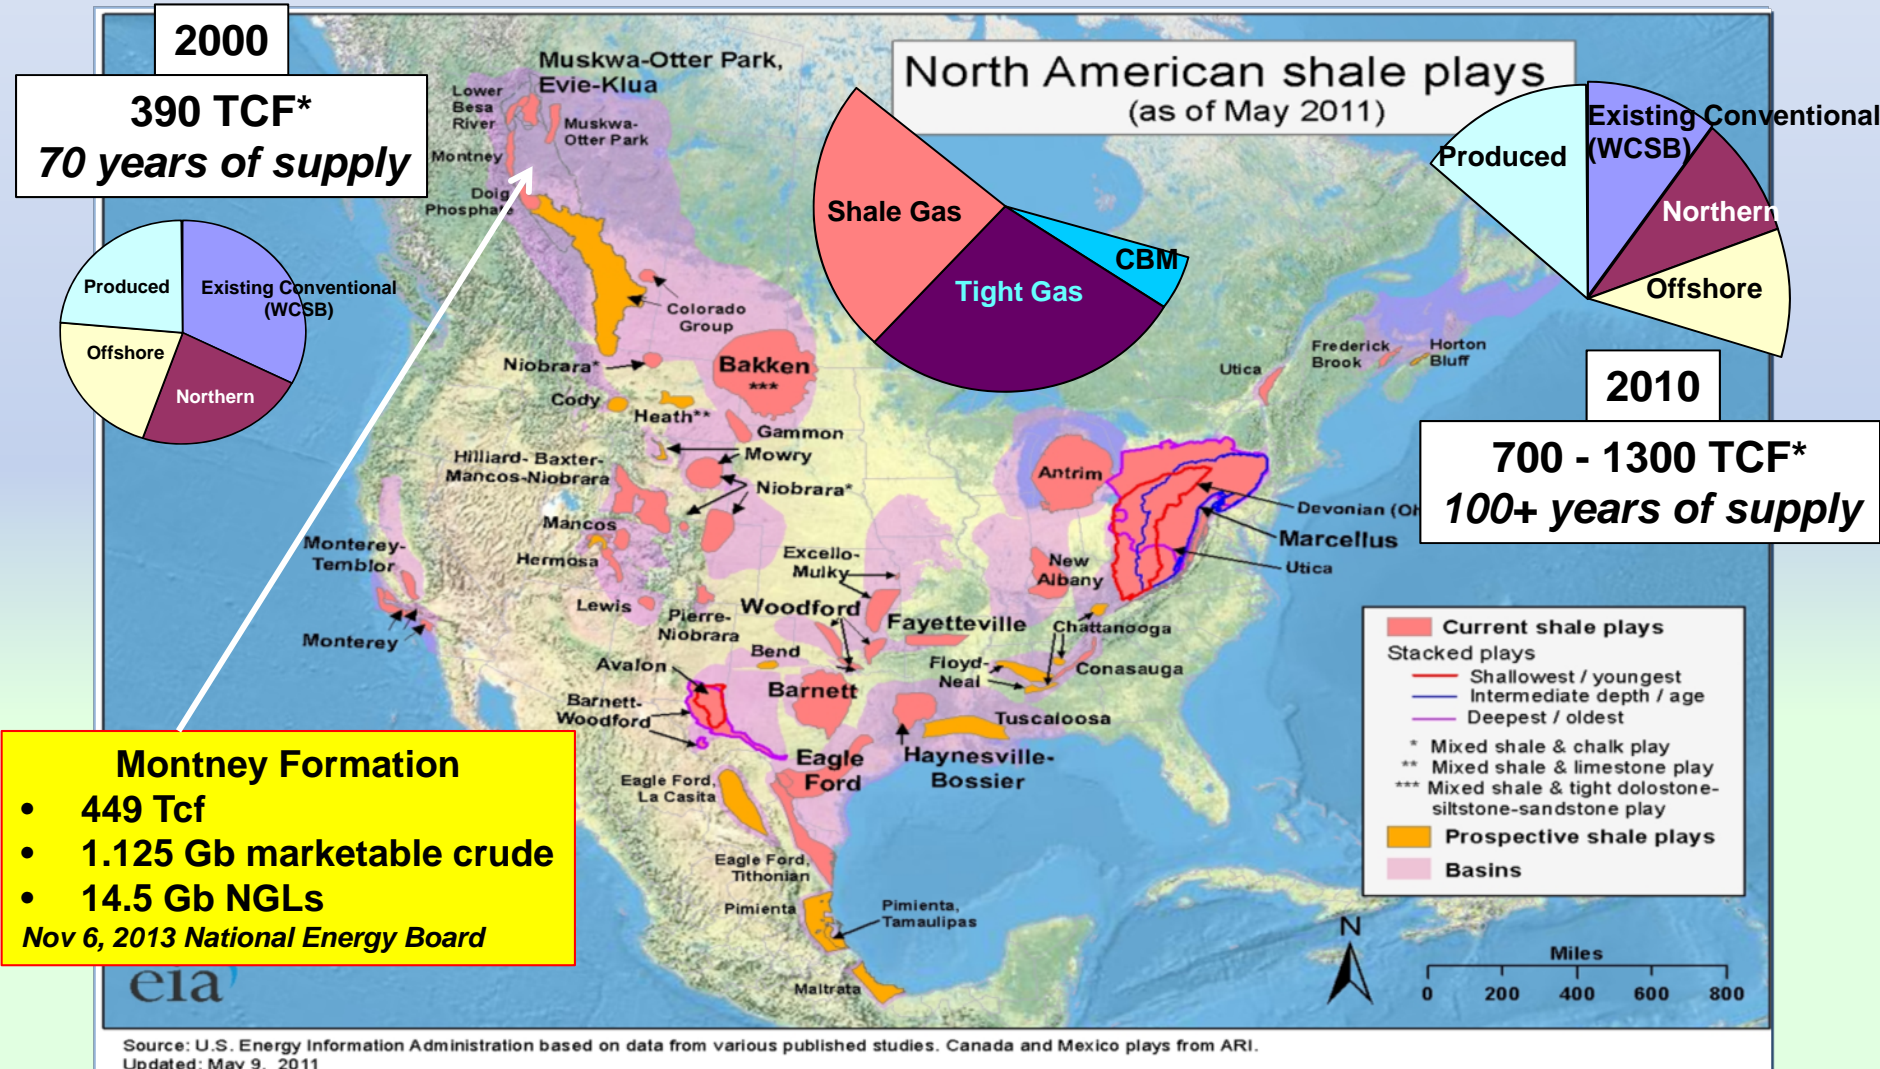 2000
390 TCF*
70 years of supply
Produced
Existing Conventional
(WCSB)
Offshore
Northern
North American shale plays
(as of May 2011)
Shale Gas
CBM
Tight Gas
Existing Conventional
(WCSB)
Produced
Northern
Offshore
2010
700 - 1300 TCF*
100+ years of supply
Muskwa-Otter Park,
Evie-Klua
Lower
Besa
River
Muskwa-
Otter Park
Montney
Doig
Phosphate
Colorado
Group
Niobrara*
Bakken
***
Cody
Heath**
Gammon
Mowry
Hilliard- Baxter-
Mancos-Niobrara
Niobrara*
Mancos
Hermosa
Monterey-
Temblor
Monterey
Lewis
Pierre-
Niobrara
Excello-
Mulky
Woodford
Fayetteville
Bend
Avalon
Barnett
Barnett-
Woodford
Antrim
New
Albany
Chattanooga
Floyd-
Neal
Conasauga
Tuscaloosa
Haynesville-
Bossier
Eagle
Ford
Eagle Ford,
La Casita
Eagle Ford,
Tithonian
Pimienta
Pimienta,
Tamaulipas
Maltrata
Utica
Frederick
Brook
Horton
Bluff
Devonian (Oh
Marcellus
Utica
Current shale plays
Stacked plays
Shallowest / youngest
Intermediate depth / age
Deepest / oldest
* Mixed shale & chalk play
** Mixed shale & limestone play
*** Mixed shale & tight dolostone-
siltstone-sandstone play
Prospective shale plays
Basins
N
Miles
0 200 400 600 800
Montney Formation
• 449 Tcf
• 1.125 Gb marketable crude
• 14.5 Gb NGLs
Nov 6, 2013 National Energy Board
eia
Source: U.S. Energy Information Administration based on data from various published studies. Canada and Mexico plays from ARI.
Updated: May 9, 2011